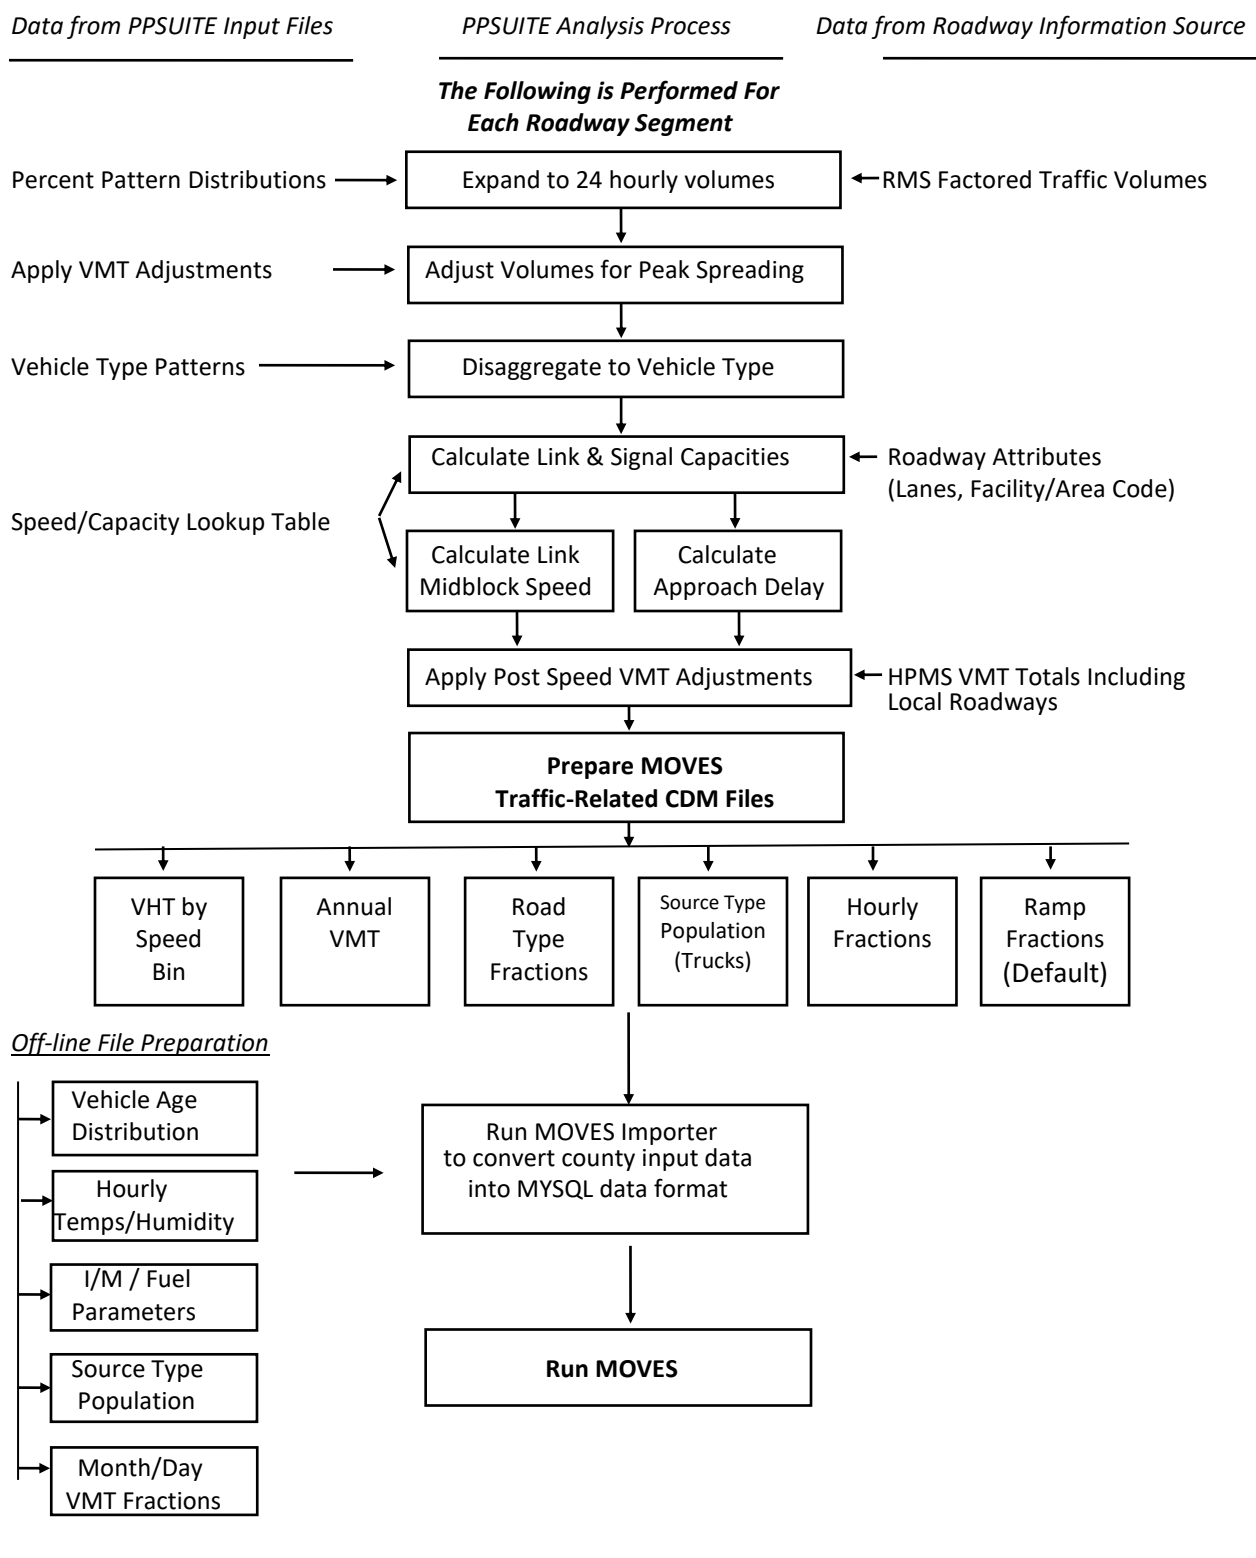 Data from PPSUITE Input Files
PPSUITE Analysis Process
Data from Roadway Information Source
The Following is Performed For
Each Roadway Segment
Percent Pattern Distributions
Expand to 24 hourly volumes
RMS Factored Traffic Volumes
Apply VMT Adjustments
Adjust Volumes for Peak Spreading
Vehicle Type Patterns
Disaggregate to Vehicle Type
Calculate Link & Signal Capacities
Roadway Attributes
(Lanes, Facility/Area Code)
Speed/Capacity Lookup Table
Calculate Link
Midblock Speed
Calculate
Approach Delay
Apply Post Speed VMT Adjustments
HPMS VMT Totals Including
Local Roadways
Prepare MOVES
Traffic-Related CDM Files
VHT by
Speed
Bin
Annual
VMT
Road
Type
Fractions
Source Type
Population
(Trucks)
Hourly
Fractions
Ramp
Fractions
(Default)
Off-line File Preparation
Vehicle Age
Distribution
Hourly
Temps/Humidity
I/M / Fuel
Parameters
Source Type
Population
Month/Day
VMT Fractions
Run MOVES Importer
to convert county input data
into MYSQL data format
Run MOVES